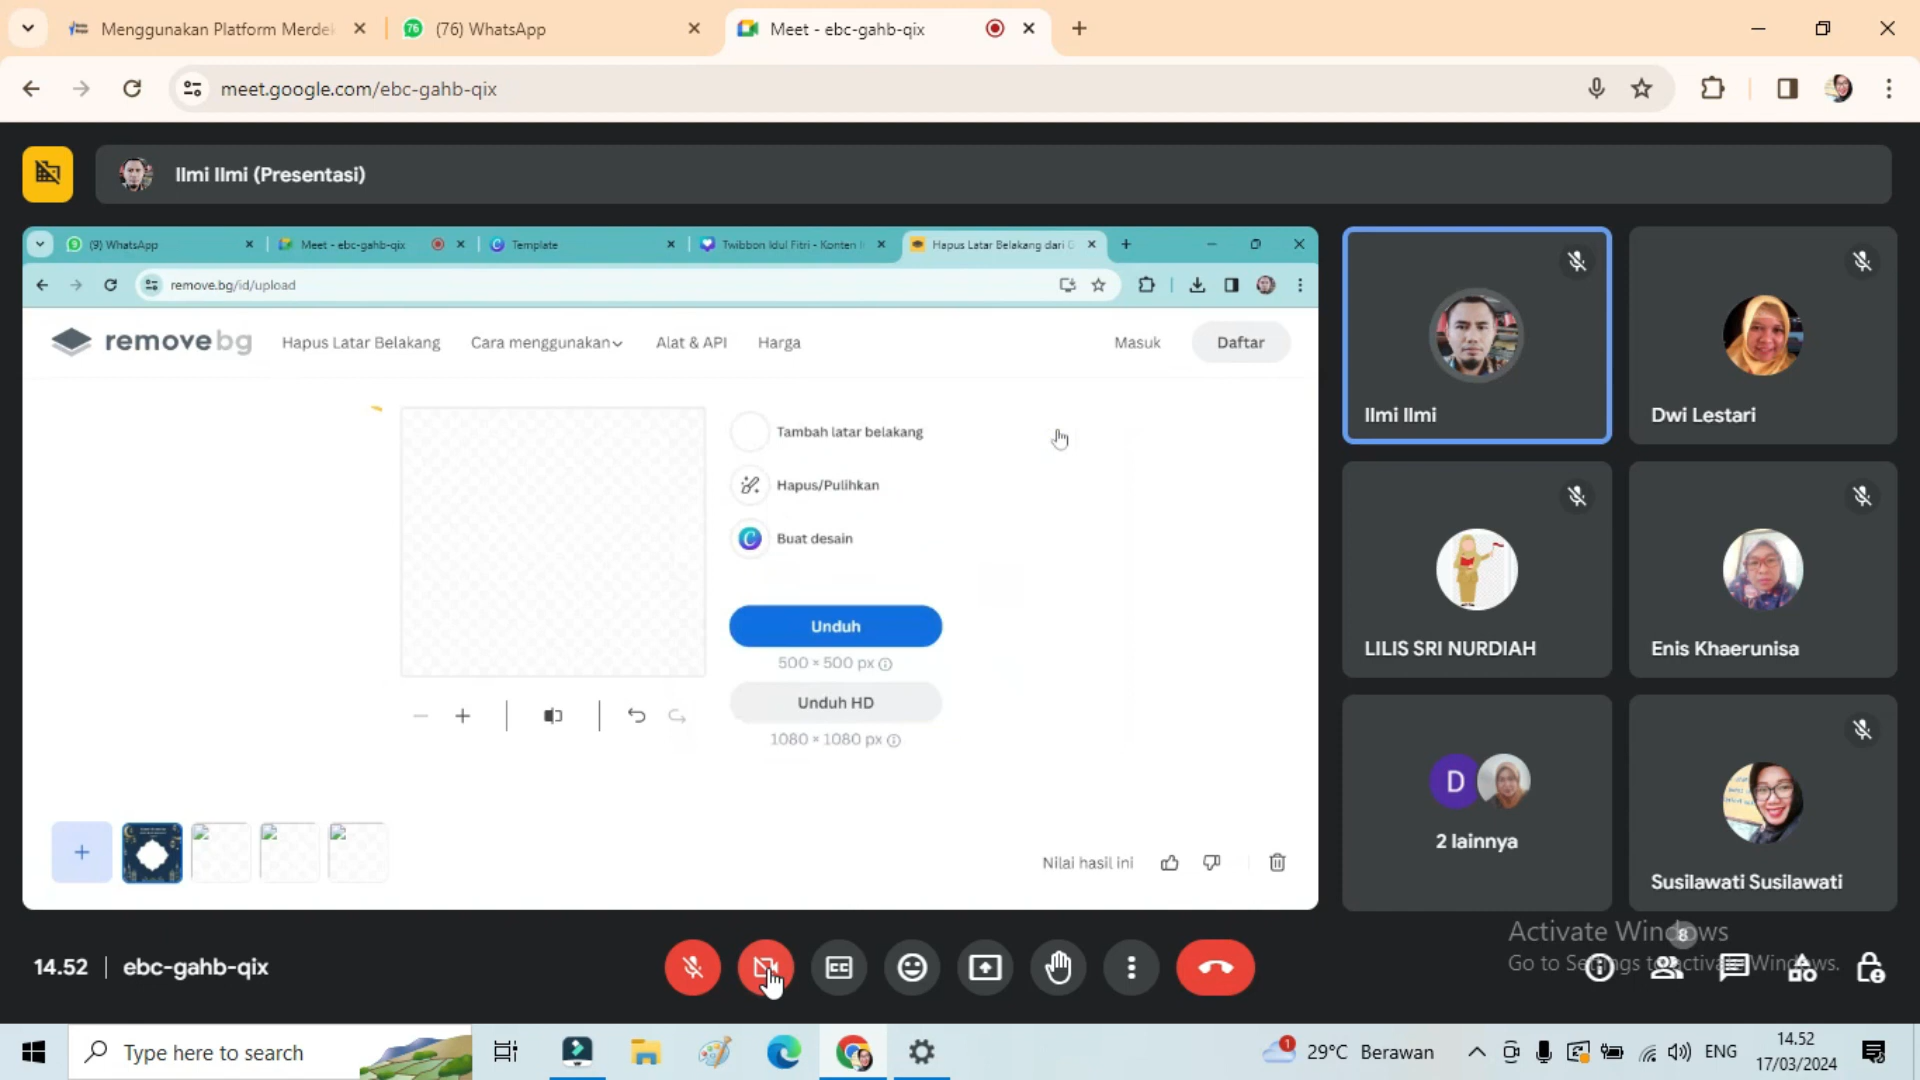 Menggunakan Platform Merde
(76) WhatsApp
Meet - ebc-gahb-qix
meet.google.com/ebc-gahb-qix
Ilmi Ilmi (Presentasi)
(9) WhatsApp
Meet - ebc-gahb-qix
Template
Twibbon Idul Fitri - Konten
Hapus Latar Belakang dari
remove.bg/id/upload
removebg
Hapus Latar Belakang
Cara menggunakan
Alat & API
Harga
Masuk
Daftar
Tambah latar belakang
Hapus/Pulihkan
Buat desain
Unduh
500 × 500 px
Unduh HD
1080 × 1080 px
Nilai hasil ini
Ilmi Ilmi
Dwi Lestari
LILIS SRI NURDIAH
Enis Khaerunisa
D
2 lainnya
Susilawati Susilawati
Activate Windows
Go to Settings to activate Windows.
8
14.52
ebc-gahb-qix
Type here to search
1
29°C Berawan
ENG
14.52
17/03/2024